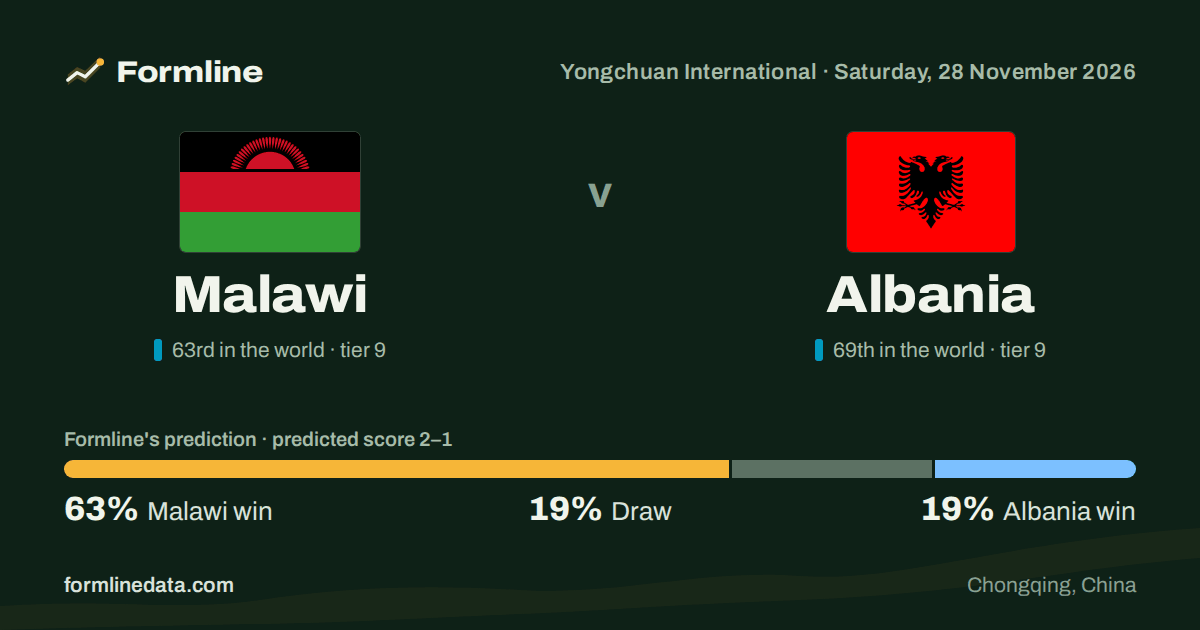 Formline
Yongchuan International · Saturday, 28 November 2026
v
Malawi
Albania
63rd in the world · tier 9
69th in the world · tier 9
Formline's prediction · predicted score 2–1
63% Malawi win
19% Draw
19% Albania win
formlinedata.com
Chongqing, China